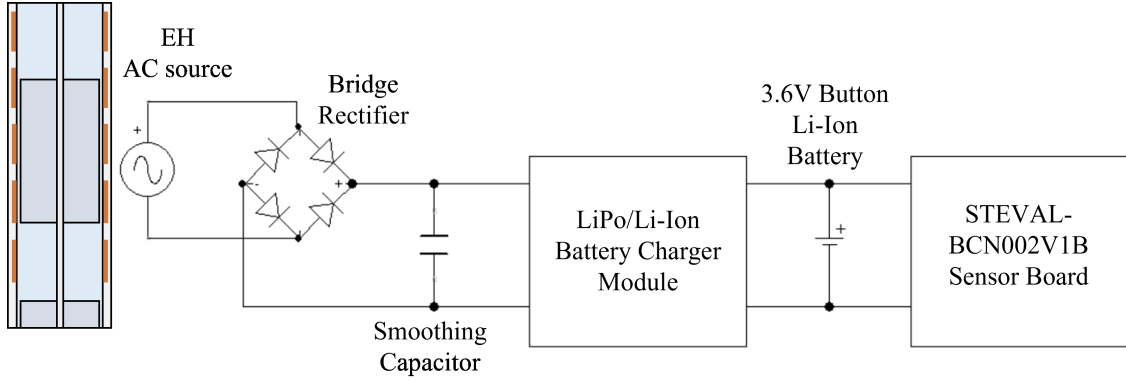 EH
AC source
Bridge
Rectifier
3.6V Button
Li-Ion
Battery
+
-
+
+
LiPo/Li-Ion
Battery Charger
Module
STEVAL-
BCN002V1B
Sensor Board
Smoothing
Capacitor